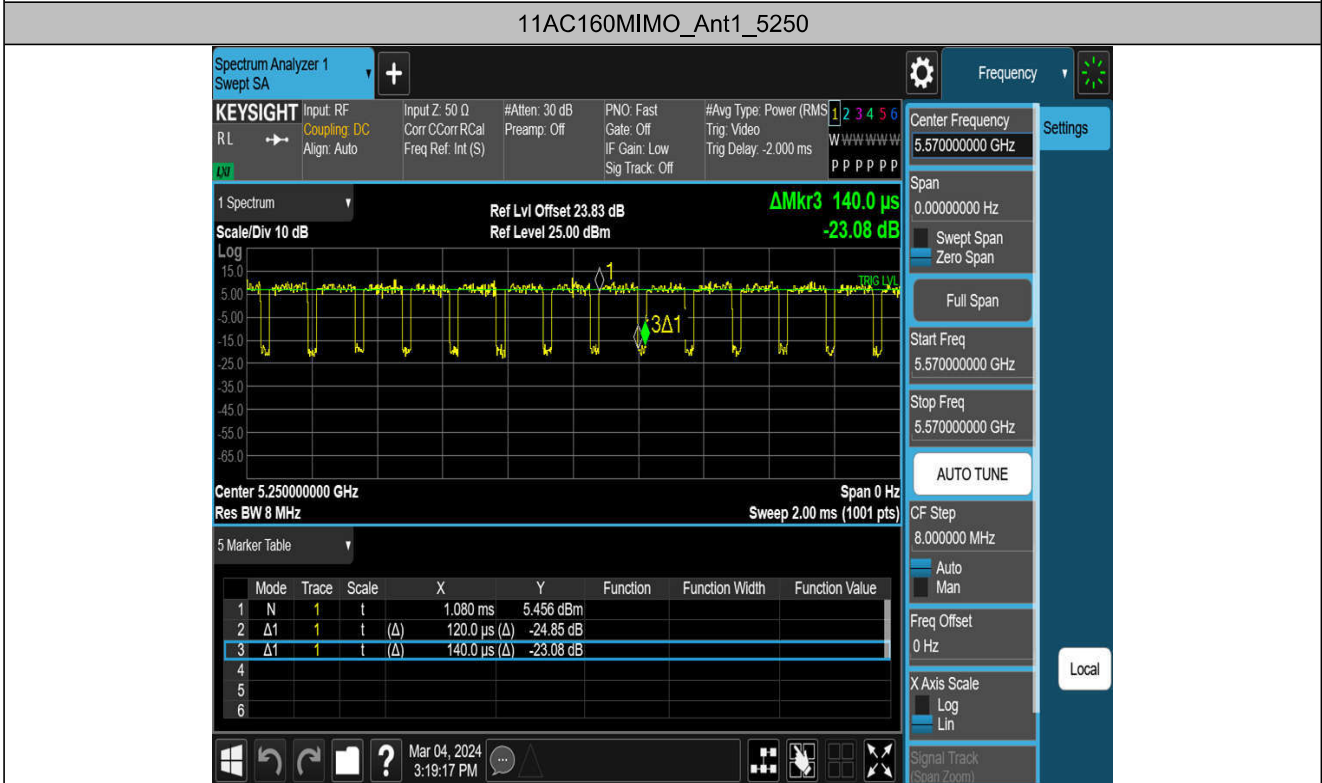 11AC160MIMO_Ant1_5250
Spectrum Analyzer 1
Swept SA
+
Frequency
KEYSIGHT
RL
LXI
Input: RF
Coupling: DC
Align: Auto
Input Z: 50 Ω
Corr CCorr RCal
Freq Ref: Int (S)
#Atten: 30 dB
Preamp: Off
PNO: Fast
Gate: Off
IF Gain: Low
Sig Track: Off
#Avg Type: Power (RMS
Trig: Video
Trig Delay: -2.000 ms
1 2 3 4 5 6
W W W W W W
P P P P P P
1 Spectrum
Scale/Div 10 dB
Ref Lvl Offset 23.83 dB
Ref Level 25.00 dBm
ΔMkr3 140.0 µs
-23.08 dB
Log
15.0
5.00
-5.00
-15.0
-25.0
-35.0
-45.0
-55.0
-65.0
1
TRIG LVL
3Δ1
Center 5.250000000 GHz
Res BW 8 MHz
Span 0 Hz
Sweep 2.00 ms (1001 pts)
5 Marker Table
Mode Trace Scale X Y Function Function Width Function Value
1 N 1 t 1.080 ms 5.456 dBm
2 Δ1 1 t (Δ) 120.0 µs (Δ) -24.85 dB
3 Δ1 1 t (Δ) 140.0 µs (Δ) -23.08 dB
4
5
6
Mar 04, 2024
3:19:17 PM
?
Center Frequency
5.570000000 GHz
Settings
Span
0.00000000 Hz
Swept Span
Zero Span
Full Span
Start Freq
5.570000000 GHz
Stop Freq
5.570000000 GHz
AUTO TUNE
CF Step
8.000000 MHz
Auto
Man
Freq Offset
0 Hz
Local
X Axis Scale
Log
Lin
Signal Track
(Span Zoom)